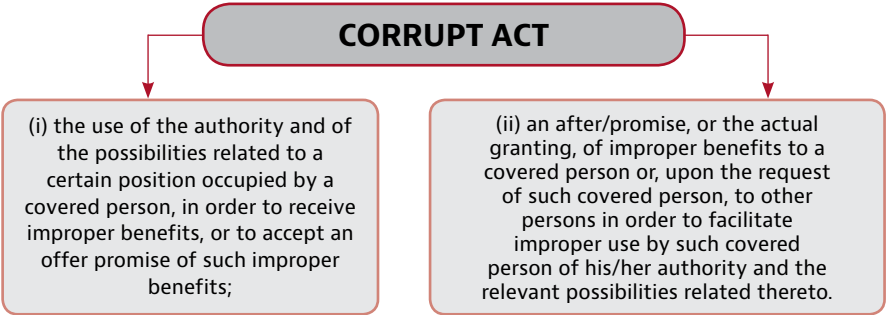 CORRUPT ACT
(i) the use of the authority and of
the possibilities related to a
certain position occupied by a
covered person, in order to receive
improper benefits, or to accept an
offer promise of such improper
benefits;
(ii) an after/promise, or the actual
granting, of improper benefits to a
covered person or, upon the request
of such covered person, to other
persons in order to facilitate
improper use by such covered
person of his/her authority and the
relevant possibilities related thereto.